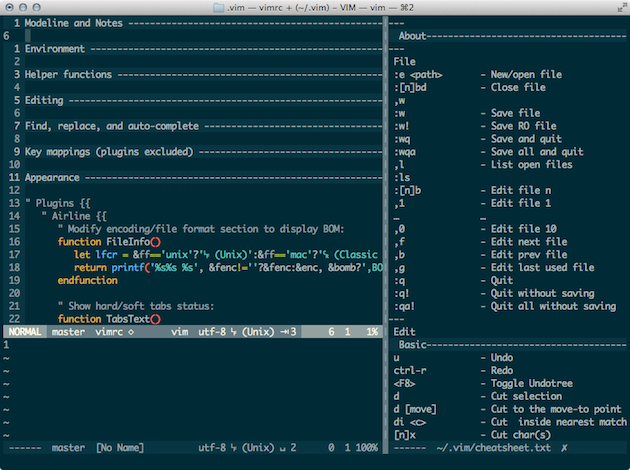 .vim — vimrc + (~/.vim) – VIM — vim — ⌘2
1 Modeline and Notes
6
1 Environment
2
3 Helper functions
4
5 Editing
6
7 Find, replace, and auto-complete
8
9 Key mappings (plugins excluded)
10
11 Appearance
12
13 " Plugins {{
14 " Airline {{
15 " Modify encoding/file format section to display BOM:
16 function FileInfo()
17 let lfcr = &ff=='unix'?'ϟ (Unix)':&ff=='mac'? (Classic
18 return printf('%s%s %s', &fenc!=''?&fenc:&enc, &bomb?',BO
19 endfunction
20
21 " Show hard/soft tabs status:
22 function TabsText()
NORMAL master vimrc ◇ vim utf-8 ϟ (Unix) ⇥3 6 1 1%
1
~
~
~
~
~
~
~
------ master [No Name] utf-8 ϟ (Unix) ␣ 2 0 1 100%
---
About
---
File
:e <path> - New/open file
:[n]bd - Close file
,w
:w - Save file
:w! - Save RO file
:wq - Save and quit
:wqa - Save all and quit
,l - List open files
:ls
:[n]b - Edit file n
,1 - Edit file 1
… …
,0 - Edit file 10
,f - Edit next file
,b - Edit prev file
,g - Edit last used file
:q - Quit
:q! - Quit without saving
:qa! - Quit all without saving
---
Edit
Basic
u - Undo
ctrl-r - Redo
<F8> - Toggle Undotree
d - Cut selection
d [move] - Cut to the move-to point
di <c> - Cut inside nearest match
[n]x - Cut char(s)
------ ~/.vim/cheatsheet.txt ✗